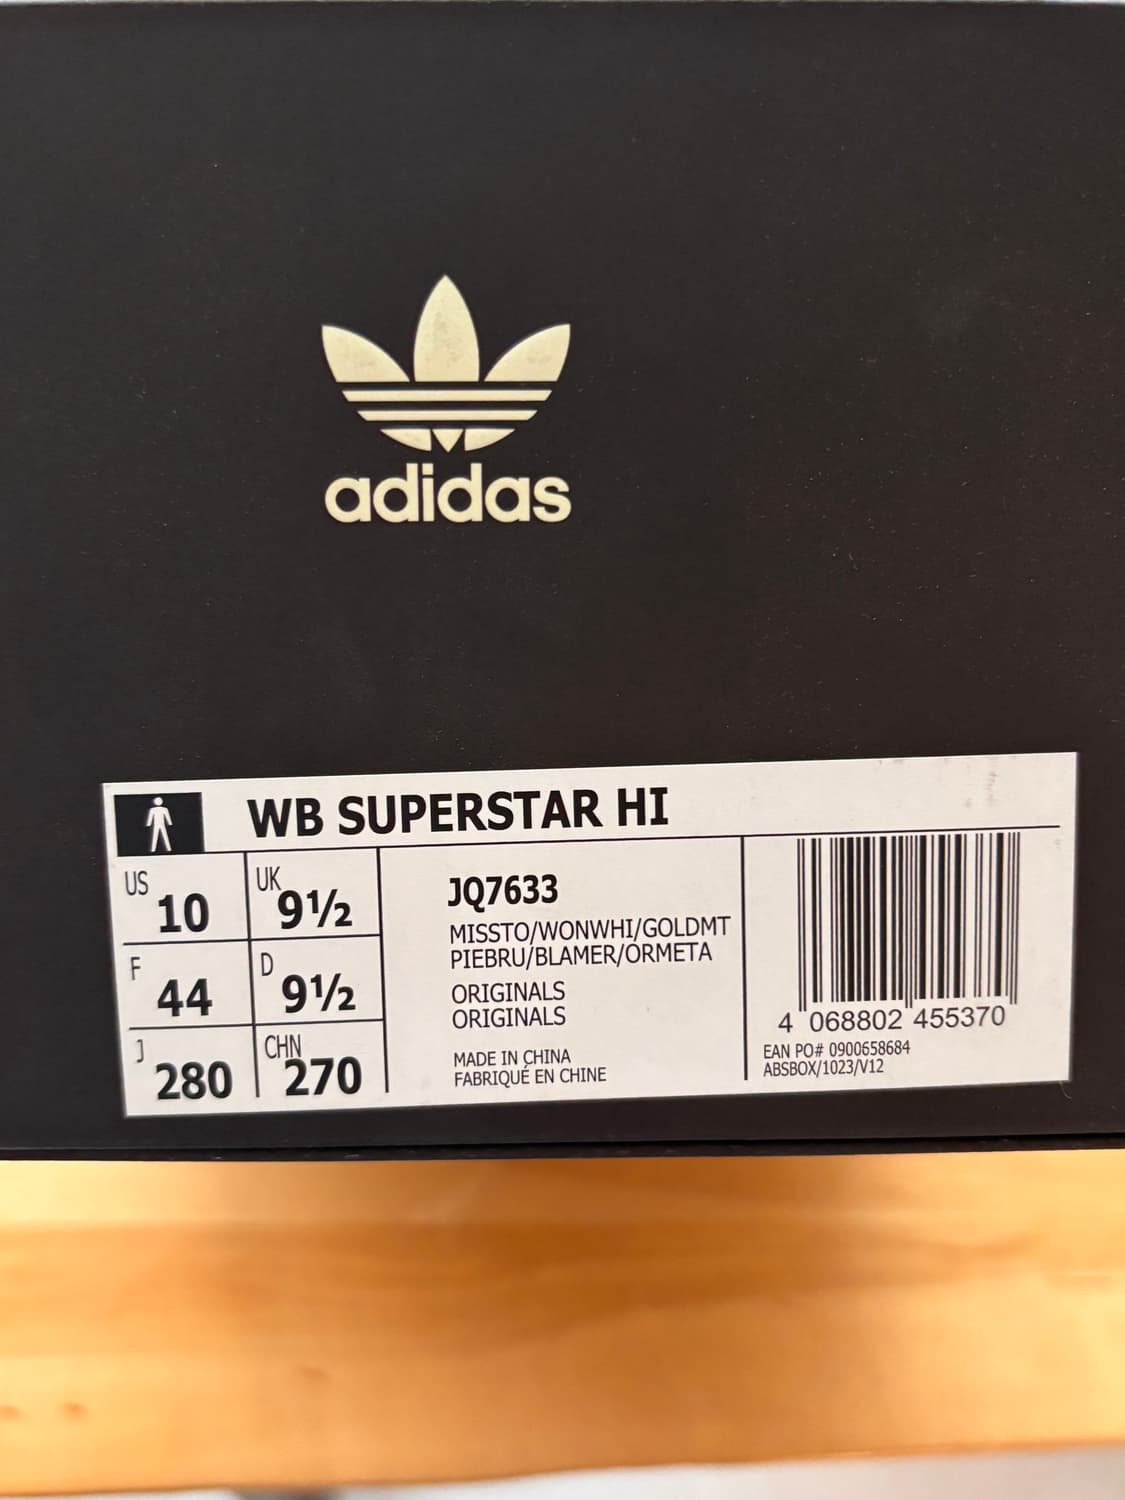 adidas
WB SUPERSTAR HI
US 10
UK 9½
F 44
D 9½
J 280
CHN 270
JQ7633
MISSTO/WONWHI/GOLDMT
PIEBRU/BLAMER/ORMETA
ORIGINALS
ORIGINALS
MADE IN CHINA
FABRIQUÉ EN CHINE
4 068802 455370
EAN PO# 0900658684
ABSBOX/1023/V12